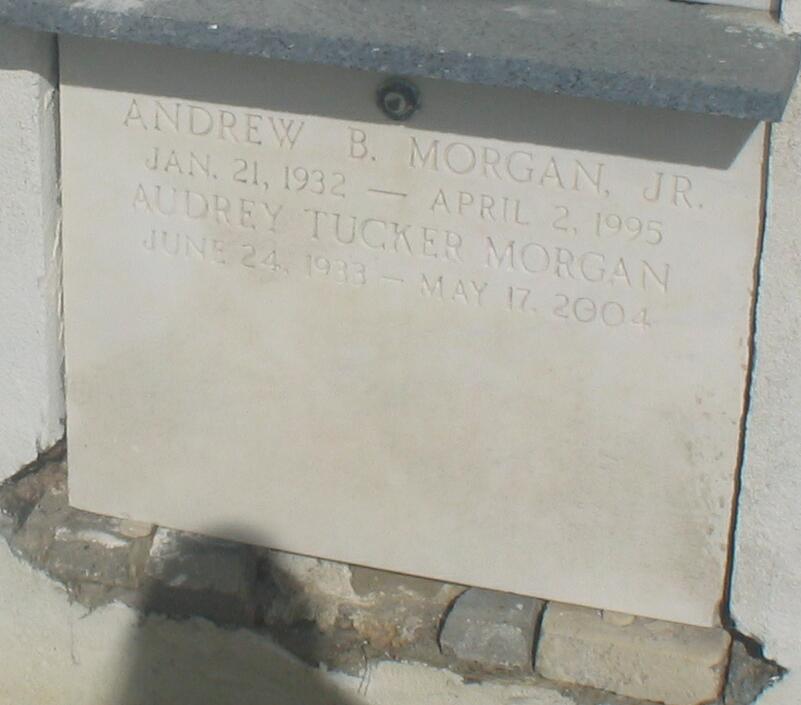 ANDREW B. MORGAN, JR.
JAN. 21, 1932 — APRIL 2, 1995
AUDREY TUCKER MORGAN
JUNE 24, 1933 — MAY 17, 2004